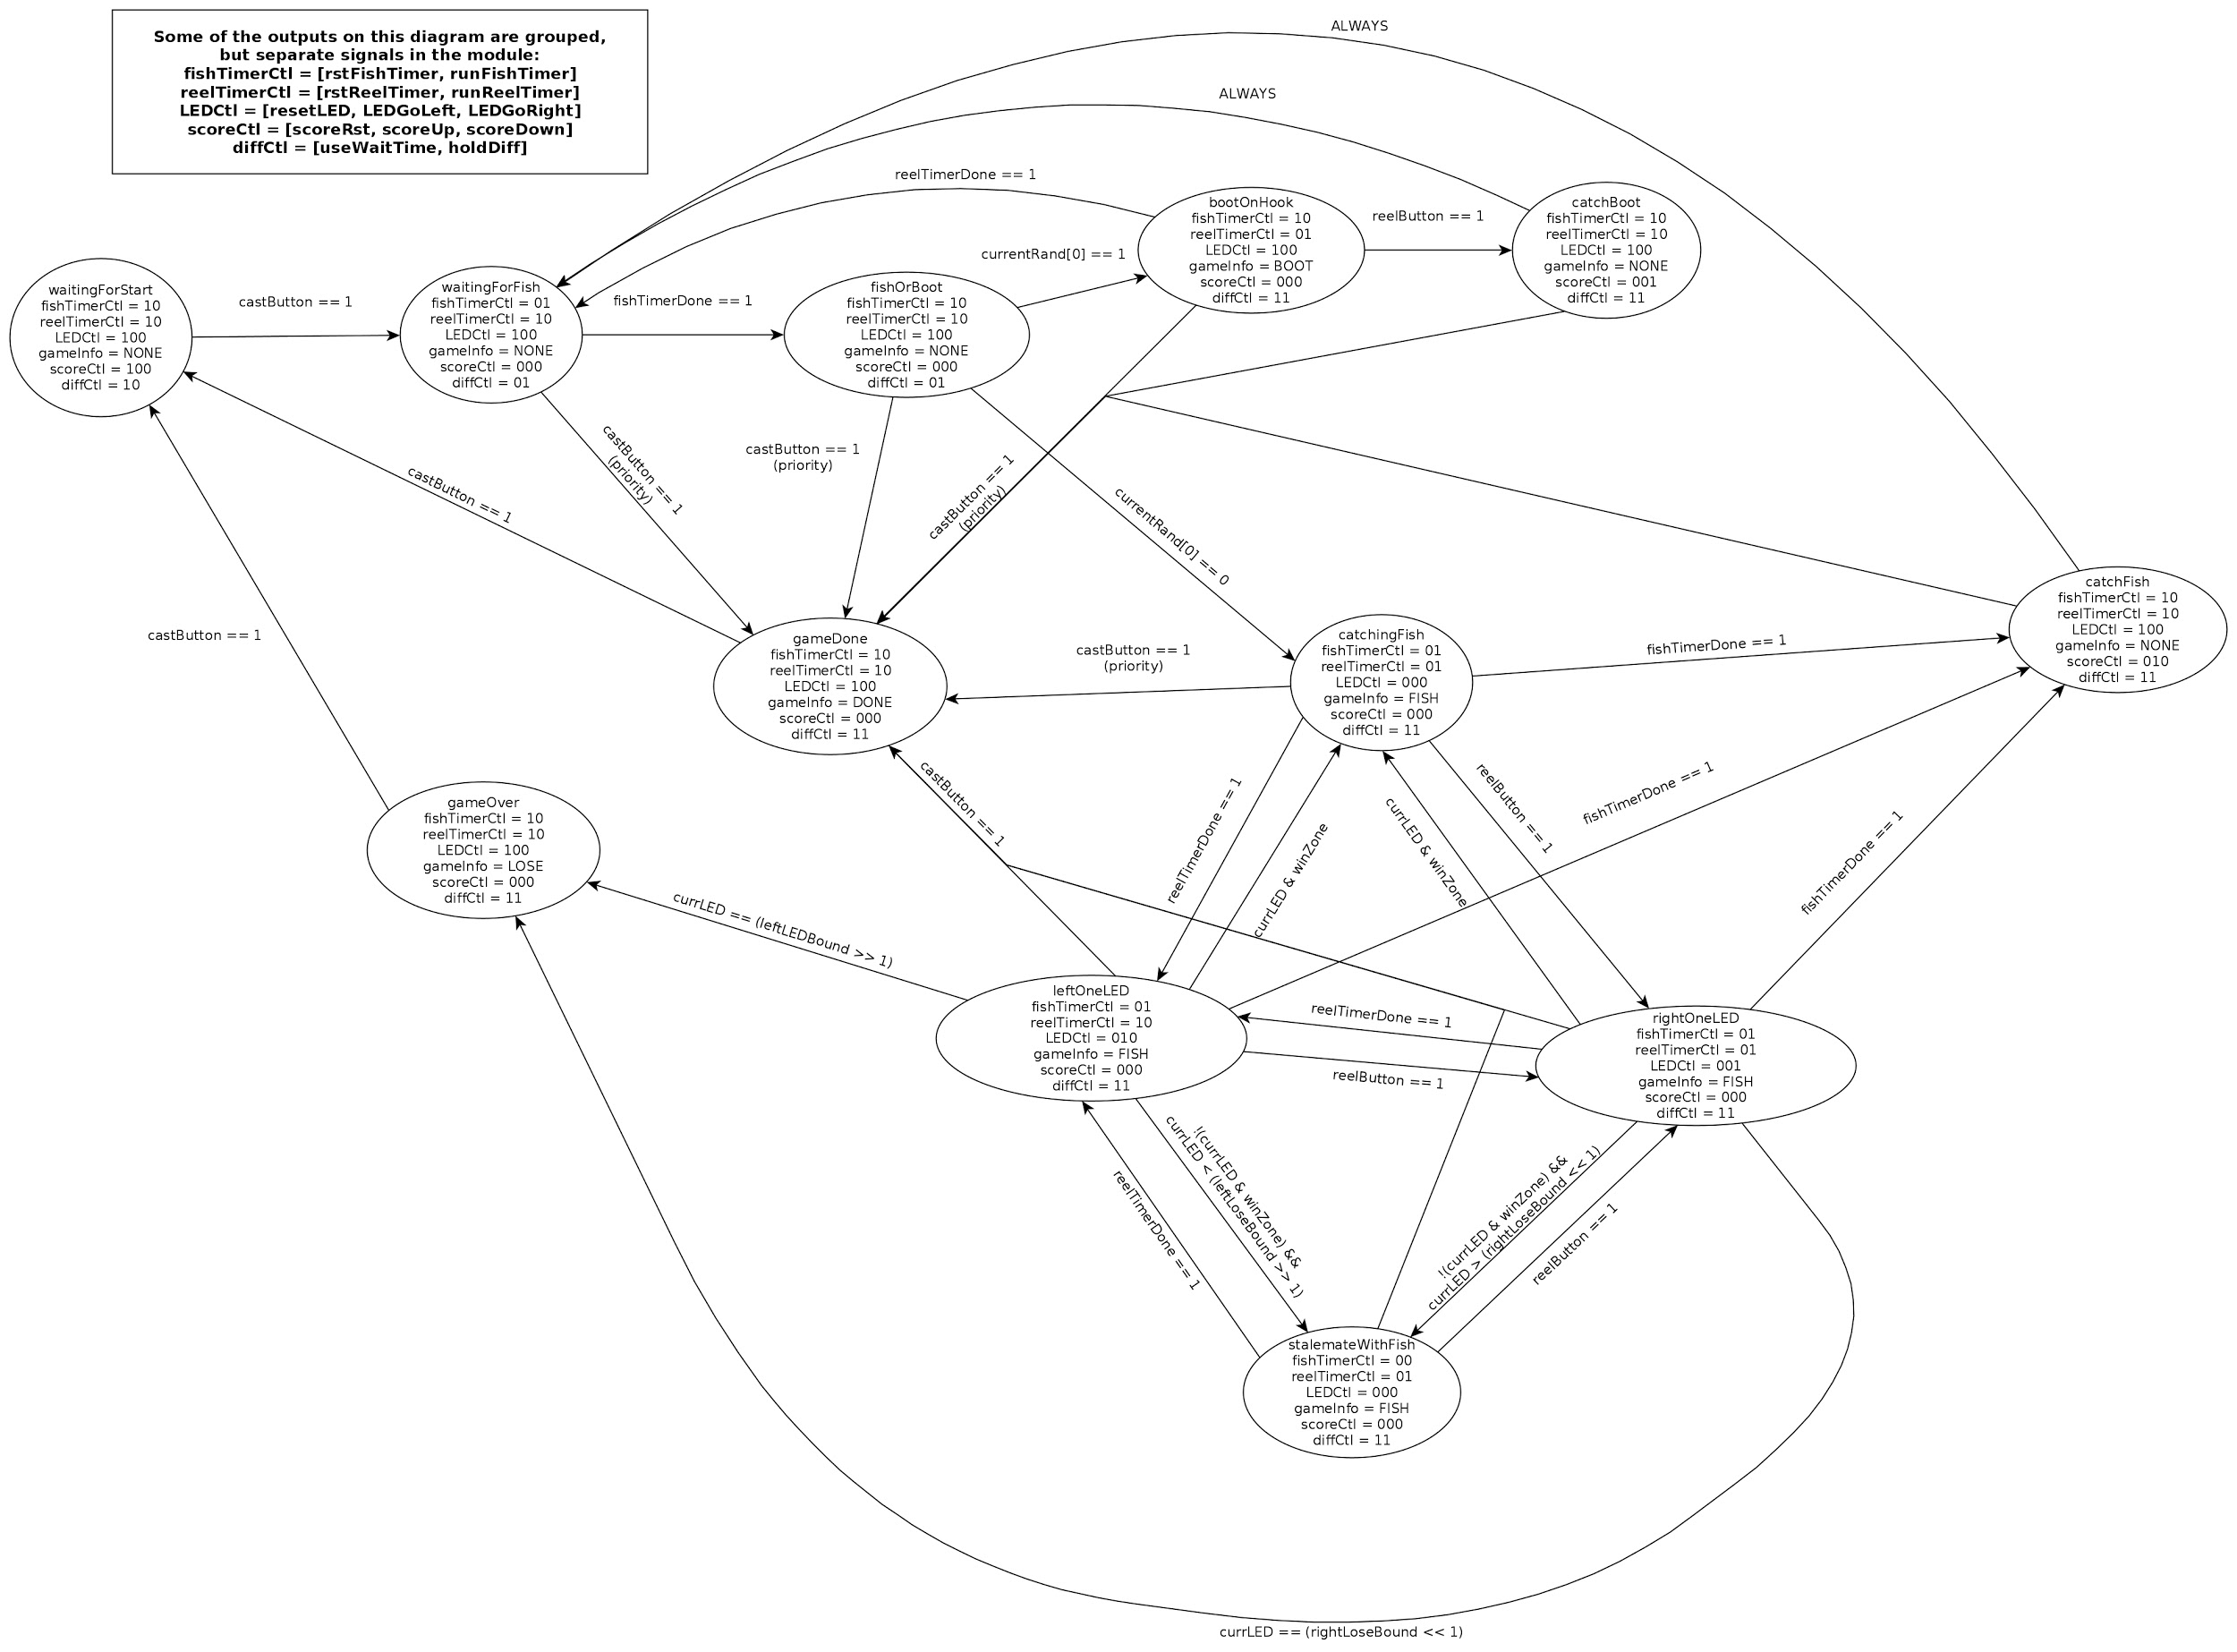 Some of the outputs on this diagram are grouped,
but separate signals in the module:
fishTimerCtl = [rstFishTimer, runFishTimer]
reelTimerCtl = [rstReelTimer, runReelTimer]
LEDCtl = [resetLED, LEDGoLeft, LEDGoRight]
scoreCtl = [scoreRst, scoreUp, scoreDown]
diffCtl = [useWaitTime, holdDiff]
ALWAYS
ALWAYS
reelTimerDone == 1
bootOnHook
fishTimerCtl = 10
reelTimerCtl = 01
LEDCtl = 100
gameInfo = BOOT
scoreCtl = 000
diffCtl = 11
reelButton == 1
catchBoot
fishTimerCtl = 10
reelTimerCtl = 10
LEDCtl = 100
gameInfo = NONE
scoreCtl = 001
diffCtl = 11
currentRand[0] == 1
waitingForStart
fishTimerCtl = 10
reelTimerCtl = 10
LEDCtl = 100
gameInfo = NONE
scoreCtl = 100
diffCtl = 10
castButton == 1
waitingForFish
fishTimerCtl = 01
reelTimerCtl = 10
LEDCtl = 100
gameInfo = NONE
scoreCtl = 000
diffCtl = 01
fishTimerDone == 1
fishOrBoot
fishTimerCtl = 10
reelTimerCtl = 10
LEDCtl = 100
gameInfo = NONE
scoreCtl = 000
diffCtl = 01
castButton == 1
castButton == 1
(priority)
castButton == 1
(priority)
castButton == 1
(priority)
currentRand[0] == 0
castButton == 1
gameDone
fishTimerCtl = 10
reelTimerCtl = 10
LEDCtl = 100
gameInfo = DONE
scoreCtl = 000
diffCtl = 11
castButton == 1
(priority)
catchingFish
fishTimerCtl = 01
reelTimerCtl = 01
LEDCtl = 000
gameInfo = FISH
scoreCtl = 000
diffCtl = 11
fishTimerDone == 1
catchFish
fishTimerCtl = 10
reelTimerCtl = 10
LEDCtl = 100
gameInfo = NONE
scoreCtl = 010
diffCtl = 11
gameOver
fishTimerCtl = 10
reelTimerCtl = 10
LEDCtl = 100
gameInfo = LOSE
scoreCtl = 000
diffCtl = 11
castButton == 1
reelTimerDone == 1
currLED & winZone
currLED & winZone
reelButton == 1
fishTimerDone == 1
fishTimerDone == 1
currLED == (leftLEDBound >> 1)
leftOneLED
fishTimerCtl = 01
reelTimerCtl = 10
LEDCtl = 010
gameInfo = FISH
scoreCtl = 000
diffCtl = 11
reelTimerDone == 1
reelButton == 1
rightOneLED
fishTimerCtl = 01
reelTimerCtl = 01
LEDCtl = 001
gameInfo = FISH
scoreCtl = 000
diffCtl = 11
reelTimerDone == 1
!(currLED & winZone) &&
currLED < (leftLoseBound >> 1)
!(currLED & winZone) &&
currLED > (rightLoseBound << 1)
reelButton == 1
stalemateWithFish
fishTimerCtl = 00
reelTimerCtl = 01
LEDCtl = 000
gameInfo = FISH
scoreCtl = 000
diffCtl = 11
currLED == (rightLoseBound << 1)